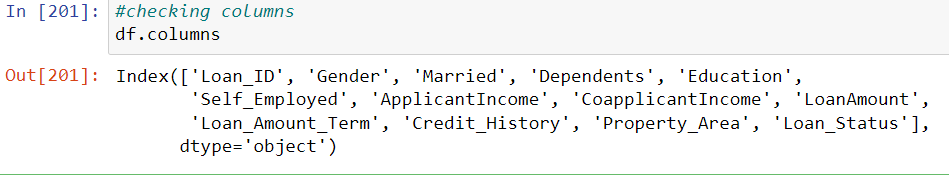 In [201]: #checking columns
df.columns
Out[201]: Index(['Loan_ID', 'Gender', 'Married', 'Dependents', 'Education',
'Self_Employed', 'ApplicantIncome', 'CoapplicantIncome', 'LoanAmount',
'Loan_Amount_Term', 'Credit_History', 'Property_Area', 'Loan_Status'],
dtype='object')